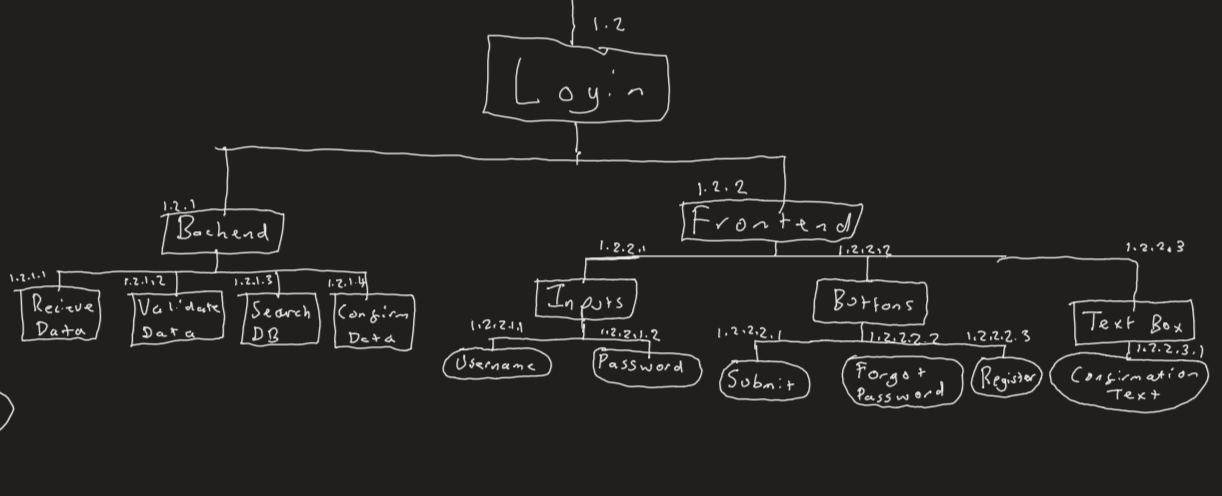 1.2
Login
1.2.1
Backend
1.2.2
Frontend
1.2.1.1
Recieve
Data
1.2.1.2
Validate
Data
1.2.1.3
Search
DB
1.2.1.4
Confirm
Data
1.2.2.1
Inputs
1.2.2.2
Buttons
1.2.2.3
Text Box
1.2.2.1.1
Username
1.2.2.1.2
Password
1.2.2.2.1
Submit
1.2.2.2.2
Forgot
Password
1.2.2.2.3
Register
1.2.2.3.1
Confirmation
Text